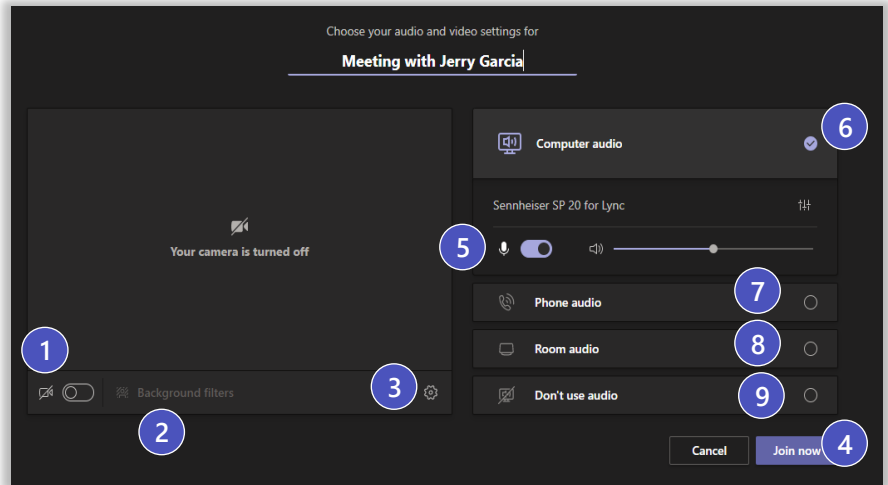 Choose your audio and video settings for
Meeting with Jerry Garcia
6
Computer audio
Sennheiser SP 20 for Lync
Your camera is turned off
5
7
Phone audio
1
8
Room audio
Background filters
3
9
Don't use audio
2
Cancel
Join now
4